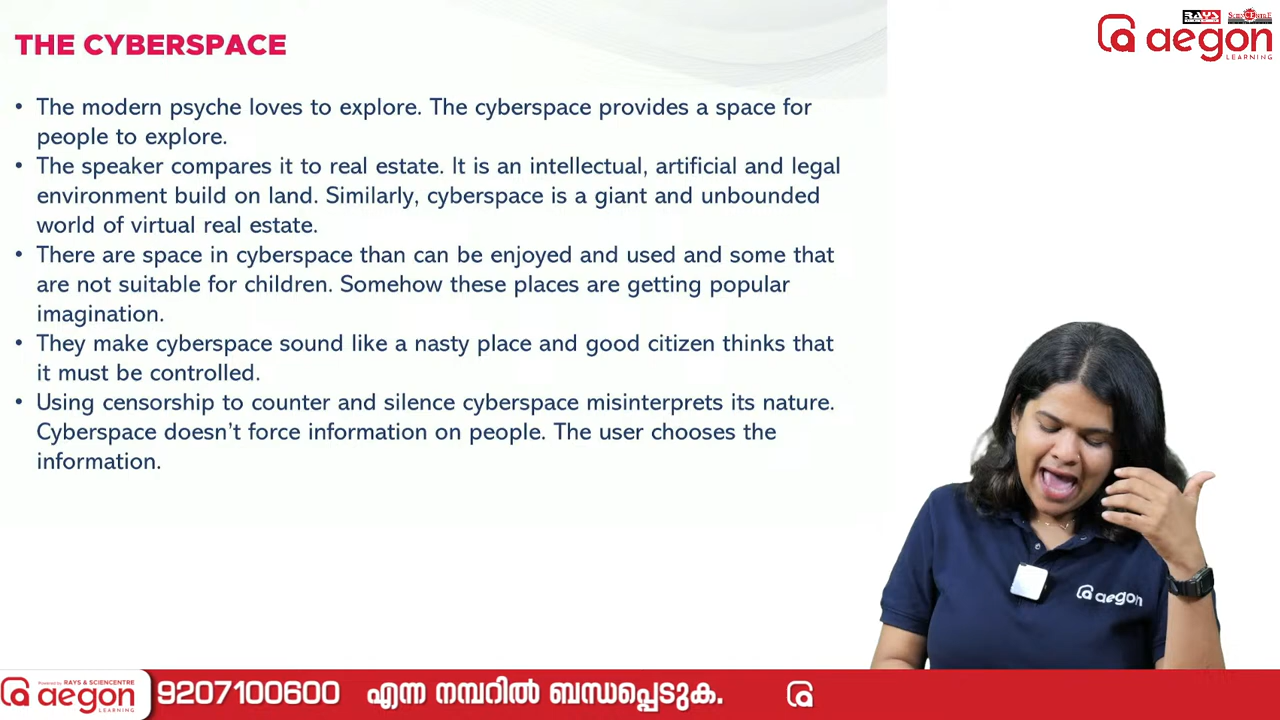 THE CYBERSPACE
RAYS
aegon
LEARNING
• The modern psyche loves to explore. The cyberspace provides a space for
people to explore.
• The speaker compares it to real estate. It is an intellectual, artificial and legal
environment build on land. Similarly, cyberspace is a giant and unbounded
world of virtual real estate.
• There are space in cyberspace than can be enjoyed and used and some that
are not suitable for children. Somehow these places are getting popular
imagination.
• They make cyberspace sound like a nasty place and good citizen thinks that
it must be controlled.
• Using censorship to counter and silence cyberspace misinterprets its nature.
Cyberspace doesn't force information on people. The user chooses the
information.
aegon
Powered by RAYS & SCIENCENTRE
aegon
LEARNING
9207100600 എന്ന നമ്പറിൽ ബന്ധപ്പെടുക.